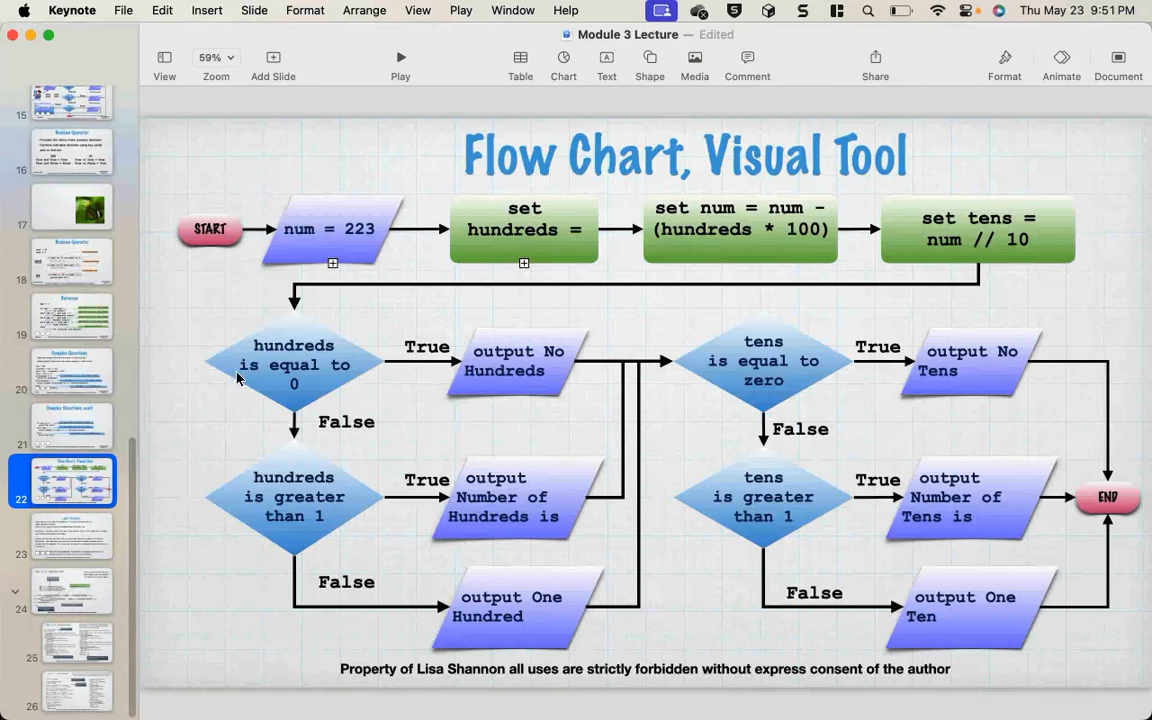 Keynote File Edit Insert Slide Format Arrange View Play Window Help Thu May 23 9:51 PM
Module 3 Lecture — Edited
59%
View Zoom Add Slide Play Table Chart Text Shape Media Comment Share Format Animate Document
15
16
17
18
19
20
21
22
23
24
25
26
Flow Chart, Visual Tool
START
num = 223
set
hundreds =
set num = num -
(hundreds * 100)
set tens =
num // 10
hundreds
is equal to
0
True
output No
Hundreds
tens
is equal to
zero
True
output No
Tens
False
False
hundreds
is greater
than 1
True
output
Number of
Hundreds is
tens
is greater
than 1
True
output
Number of
Tens is
END
False
output One
Hundred
False
output One
Ten
Property of Lisa Shannon all uses are strictly forbidden without express consent of the author